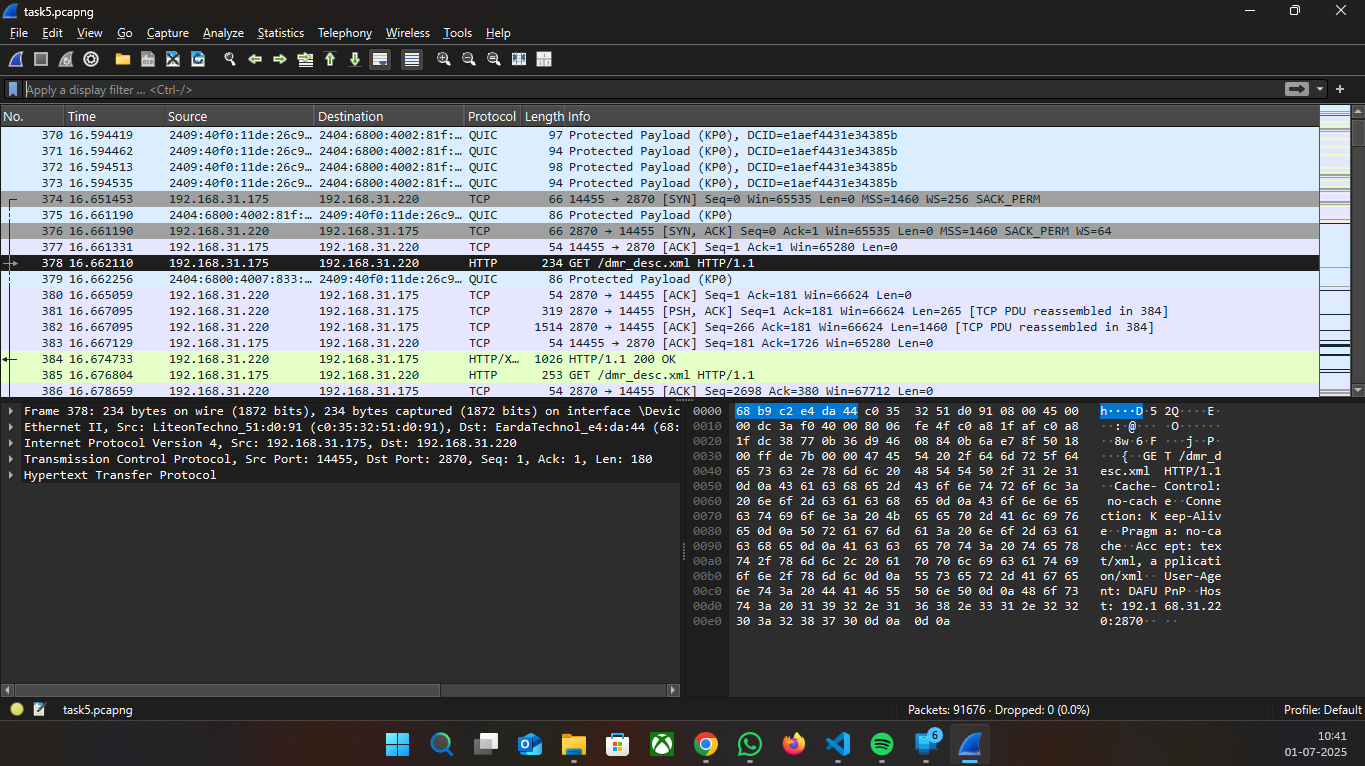 task5.pcapng
File Edit View Go Capture Analyze Statistics Telephony Wireless Tools Help
Apply a display filter ... <Ctrl-/>
No. Time Source Destination Protocol Length Info
370 16.594419 2409:40f0:11de:26c9… 2404:6800:4002:81f:… QUIC 97 Protected Payload (KP0), DCID=e1aef4431e34385b
371 16.594462 2409:40f0:11de:26c9… 2404:6800:4002:81f:… QUIC 94 Protected Payload (KP0), DCID=e1aef4431e34385b
372 16.594513 2409:40f0:11de:26c9… 2404:6800:4002:81f:… QUIC 98 Protected Payload (KP0), DCID=e1aef4431e34385b
373 16.594535 2409:40f0:11de:26c9… 2404:6800:4002:81f:… QUIC 94 Protected Payload (KP0), DCID=e1aef4431e34385b
374 16.651453 192.168.31.175 192.168.31.220 TCP 66 14455 → 2870 [SYN] Seq=0 Win=65535 Len=0 MSS=1460 WS=256 SACK_PERM
375 16.661190 2404:6800:4002:81f:… 2409:40f0:11de:26c9… QUIC 86 Protected Payload (KP0)
376 16.661190 192.168.31.220 192.168.31.175 TCP 66 2870 → 14455 [SYN, ACK] Seq=0 Ack=1 Win=65535 Len=0 MSS=1460 SACK_PERM WS=64
377 16.661331 192.168.31.175 192.168.31.220 TCP 54 14455 → 2870 [ACK] Seq=1 Ack=1 Win=65280 Len=0
378 16.662110 192.168.31.175 192.168.31.220 HTTP 234 GET /dmr_desc.xml HTTP/1.1
379 16.662256 2404:6800:4007:833:… 2409:40f0:11de:26c9… QUIC 86 Protected Payload (KP0)
380 16.665059 192.168.31.220 192.168.31.175 TCP 54 2870 → 14455 [ACK] Seq=1 Ack=181 Win=66624 Len=0
381 16.667095 192.168.31.220 192.168.31.175 TCP 319 2870 → 14455 [PSH, ACK] Seq=1 Ack=181 Win=66624 Len=265 [TCP PDU reassembled in 384]
382 16.667095 192.168.31.220 192.168.31.175 TCP 1514 2870 → 14455 [ACK] Seq=266 Ack=181 Win=66624 Len=1460 [TCP PDU reassembled in 384]
383 16.667129 192.168.31.175 192.168.31.220 TCP 54 14455 → 2870 [ACK] Seq=181 Ack=1726 Win=65280 Len=0
384 16.674733 192.168.31.220 192.168.31.175 HTTP/X… 1026 HTTP/1.1 200 OK
385 16.676804 192.168.31.175 192.168.31.220 HTTP 253 GET /dmr_desc.xml HTTP/1.1
386 16.678659 192.168.31.220 192.168.31.175 TCP 54 2870 → 14455 [ACK] Seq=2698 Ack=380 Win=67712 Len=0
Frame 378: 234 bytes on wire (1872 bits), 234 bytes captured (1872 bits) on interface \Devic
Ethernet II, Src: LiteonTechno_51:d0:91 (c0:35:32:51:d0:91), Dst: EardaTechnol_e4:da:44 (68:
Internet Protocol Version 4, Src: 192.168.31.175, Dst: 192.168.31.220
Transmission Control Protocol, Src Port: 14455, Dst Port: 2870, Seq: 1, Ack: 1, Len: 180
Hypertext Transfer Protocol
0000 68 b9 c2 e4 da 44 c0 35 32 51 d0 91 08 00 45 00 h····D·5 2Q····E·
0010 00 dc 3a f0 40 00 80 06 fe 4f c0 a8 1f af c0 a8 ··:·@··· ·O······
0020 1f dc 38 77 0b 36 d9 46 08 84 0b 6a e7 8f 50 18 ··8w·6·F ···j··P·
0030 00 ff de 7b 00 00 47 45 54 20 2f 64 6d 72 5f 64 ···{··GE T /dmr_d
0040 65 73 63 2e 78 6d 6c 20 48 54 54 50 2f 31 2e 31 esc.xml HTTP/1.1
0050 0d 0a 43 61 63 68 65 2d 43 6f 6e 74 72 6f 6c 3a ··Cache- Control:
0060 20 6e 6f 2d 63 61 63 68 65 0d 0a 43 6f 6e 6e 65 no-cach e··Conne
0070 63 74 69 6f 6e 3a 20 4b 65 65 70 2d 41 6c 69 76 ction: K eep-Aliv
0080 65 0d 0a 50 72 61 67 6d 61 3a 20 6e 6f 2d 63 61 e··Pragm a: no-ca
0090 63 68 65 0d 0a 41 63 63 65 70 74 3a 20 74 65 78 che··Acc ept: tex
00a0 74 2f 78 6d 6c 2c 20 61 70 70 6c 69 63 61 74 69 t/xml, a pplicati
00b0 6f 6e 2f 78 6d 6c 0d 0a 55 73 65 72 2d 41 67 65 on/xml·· User-Age
00c0 6e 74 3a 20 44 41 46 55 50 6e 50 0d 0a 48 6f 73 nt: DAFU PnP··Hos
00d0 74 3a 20 31 39 32 2e 31 36 38 2e 33 31 2e 32 32 t: 192.1 68.31.22
00e0 30 3a 32 38 37 30 0d 0a 0d 0a 0:2870·· ··
task5.pcapng Packets: 91676 · Dropped: 0 (0.0%) Profile: Default
6
10:41
01-07-2025